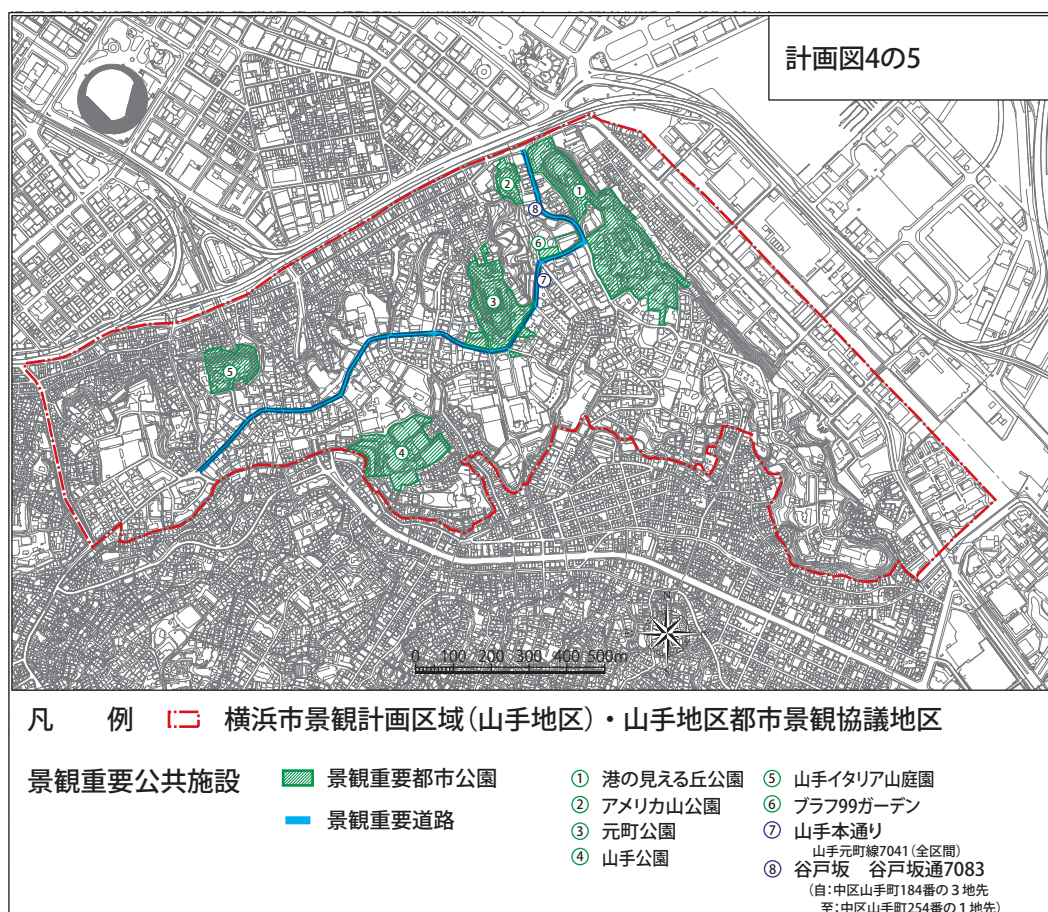 計画図4の5
②
①
⑧
⑥
⑦
③
⑤
④
N
0 100 200 300 400 500m
凡　例 横浜市景観計画区域(山手地区)・山手地区都市景観協議地区
景観重要公共施設
景観重要都市公園
景観重要道路
① 港の見える丘公園
② アメリカ山公園
③ 元町公園
④ 山手公園
⑤ 山手イタリア山庭園
⑥ ブラフ99ガーデン
⑦ 山手本通り
山手元町線7041(全区間)
⑧ 谷戸坂　谷戸坂通7083
(自:中区山手町184番の3地先
至:中区山手町254番の1地先)